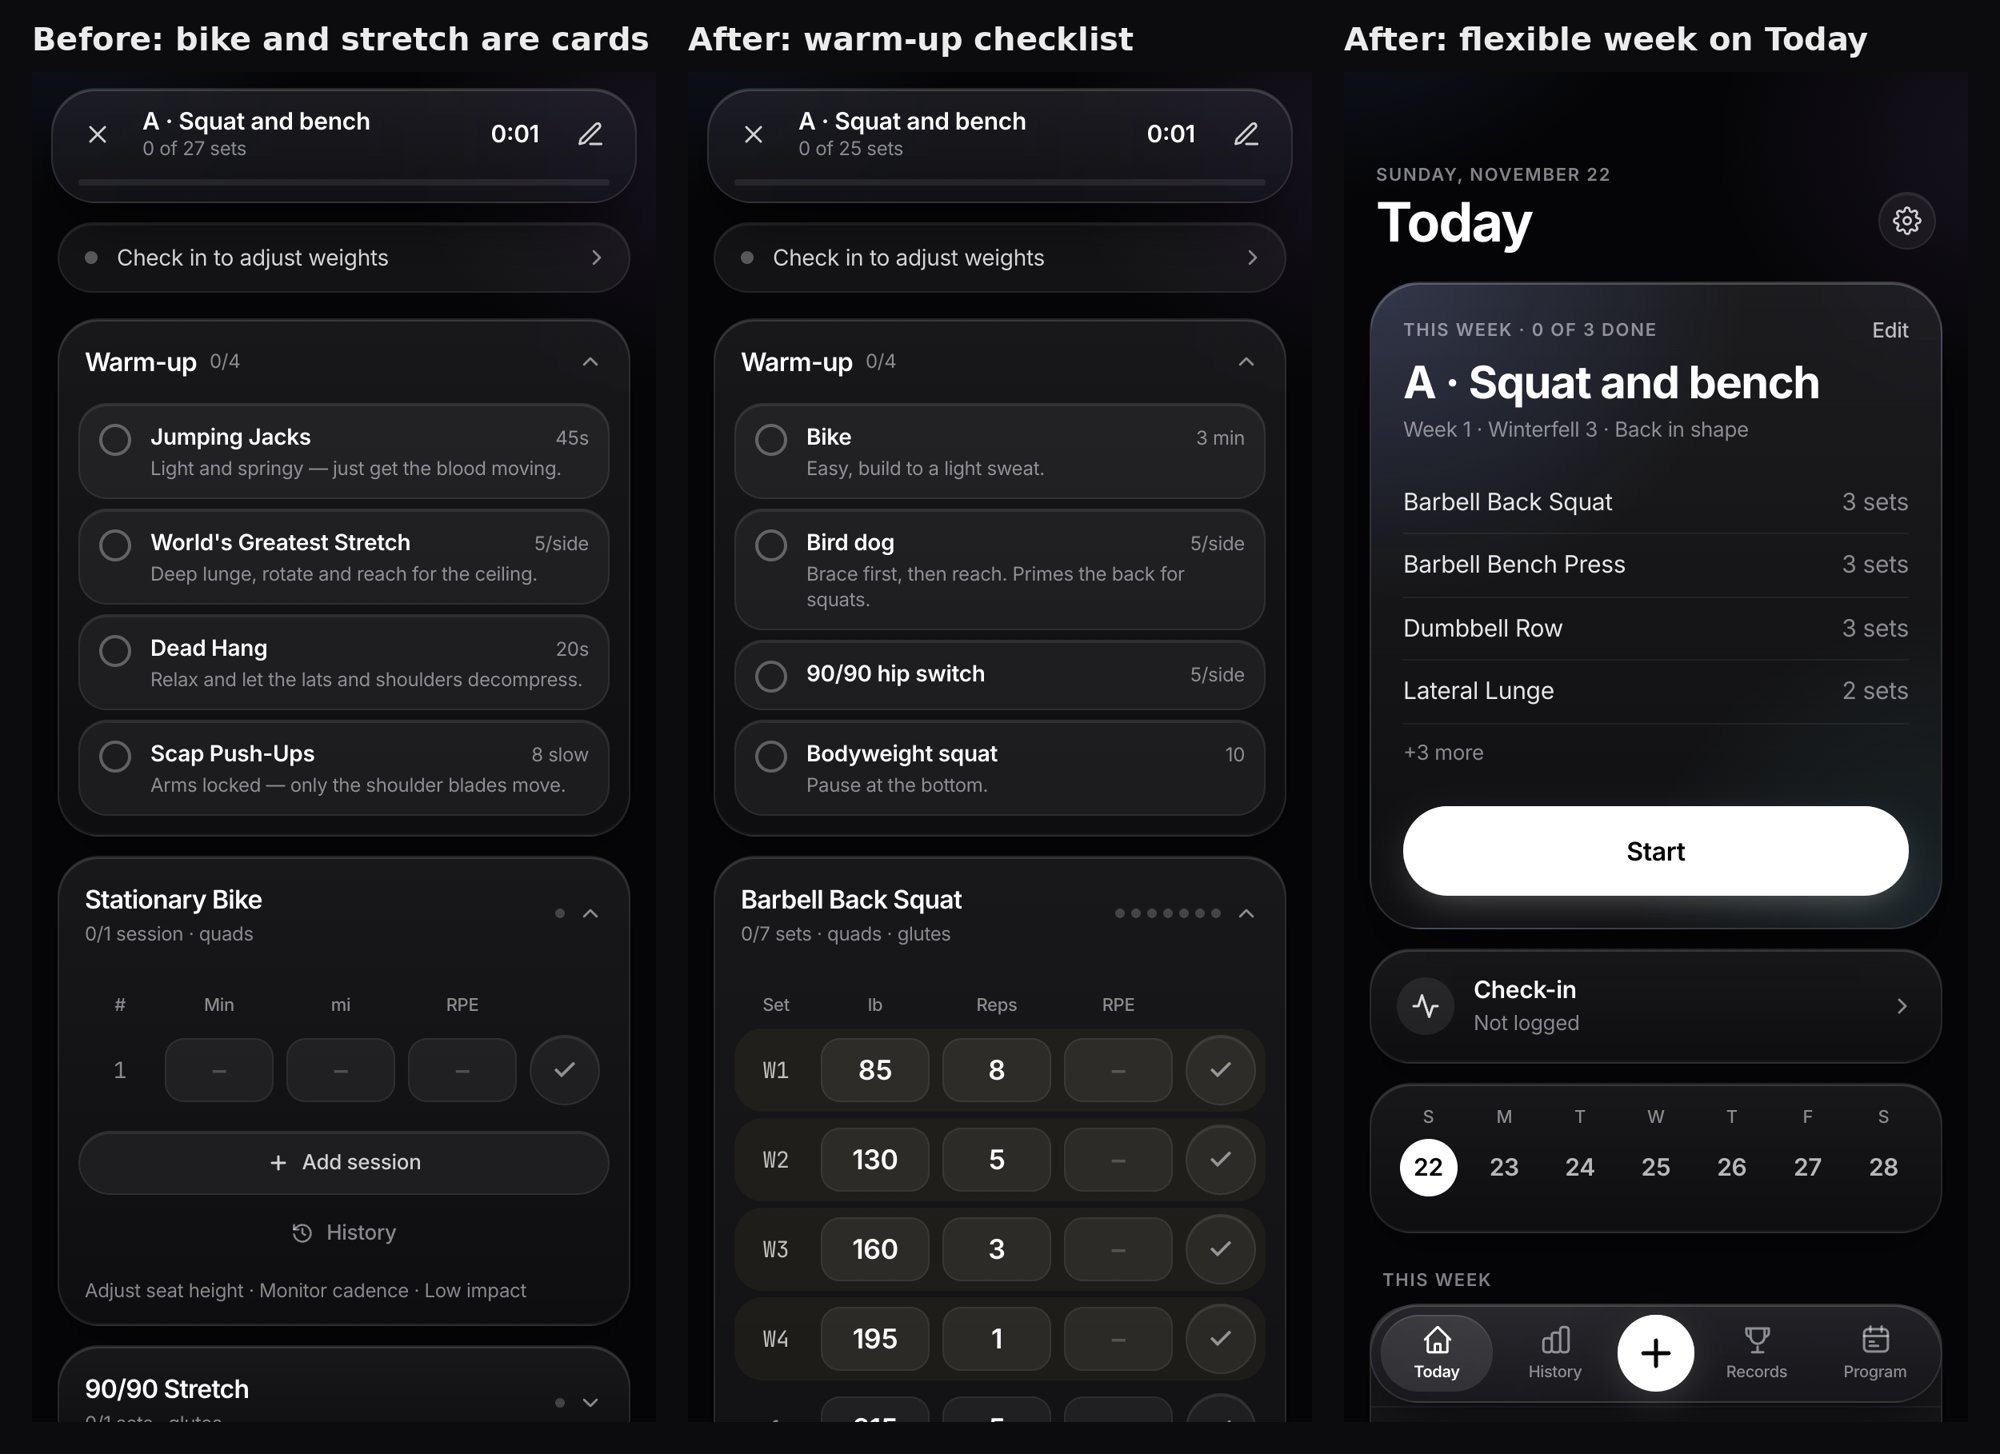 Before: bike and stretch are cards
A · Squat and bench
0 of 27 sets
0:01
Check in to adjust weights
Warm-up 0/4
Jumping Jacks 45s
Light and springy — just get the blood moving.
World's Greatest Stretch 5/side
Deep lunge, rotate and reach for the ceiling.
Dead Hang 20s
Relax and let the lats and shoulders decompress.
Scap Push-Ups 8 slow
Arms locked — only the shoulder blades move.
Stationary Bike
0/1 session · quads
# Min mi RPE
1 – – –
+ Add session
History
Adjust seat height · Monitor cadence · Low impact
90/90 Stretch
After: warm-up checklist
A · Squat and bench
0 of 25 sets
0:01
Check in to adjust weights
Warm-up 0/4
Bike 3 min
Easy, build to a light sweat.
Bird dog 5/side
Brace first, then reach. Primes the back for
squats.
90/90 hip switch 5/side
Bodyweight squat 10
Pause at the bottom.
Barbell Back Squat
0/7 sets · quads · glutes
Set lb Reps RPE
W1 85 8 –
W2 130 5 –
W3 160 3 –
W4 195 1 –
After: flexible week on Today
SUNDAY, NOVEMBER 22
Today
THIS WEEK · 0 OF 3 DONE Edit
A · Squat and bench
Week 1 · Winterfell 3 · Back in shape
Barbell Back Squat 3 sets
Barbell Bench Press 3 sets
Dumbbell Row 3 sets
Lateral Lunge 2 sets
+3 more
Start
Check-in
Not logged
S M T W T F S
22 23 24 25 26 27 28
THIS WEEK
Today History + Records Program